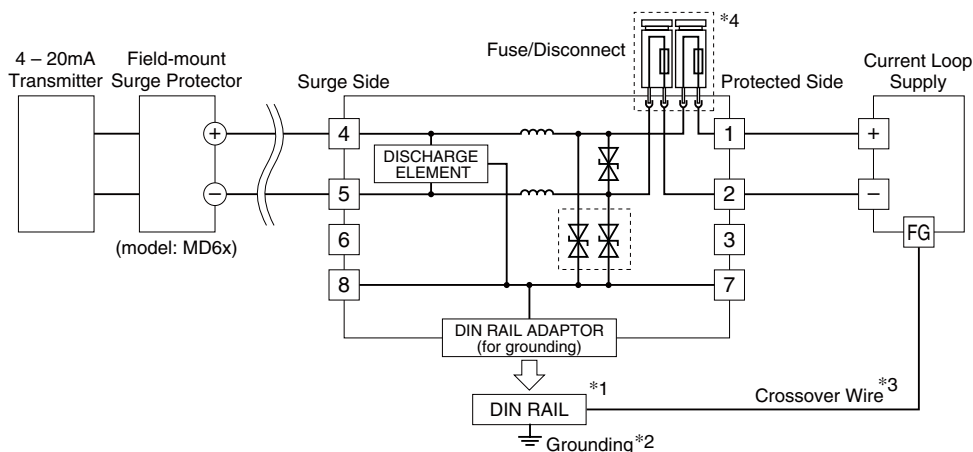 *4
4 – 20mA
Transmitter
Field-mount
Surge Protector
Fuse/Disconnect
Current Loop
Supply
Surge Side
Protected Side
+
4
1
+
DISCHARGE
ELEMENT
−
5
2
−
(model: MD6x)
6
3
FG
8
7
DIN RAIL ADAPTOR
(for grounding)
*1
DIN RAIL
Crossover Wire*3
Grounding*2